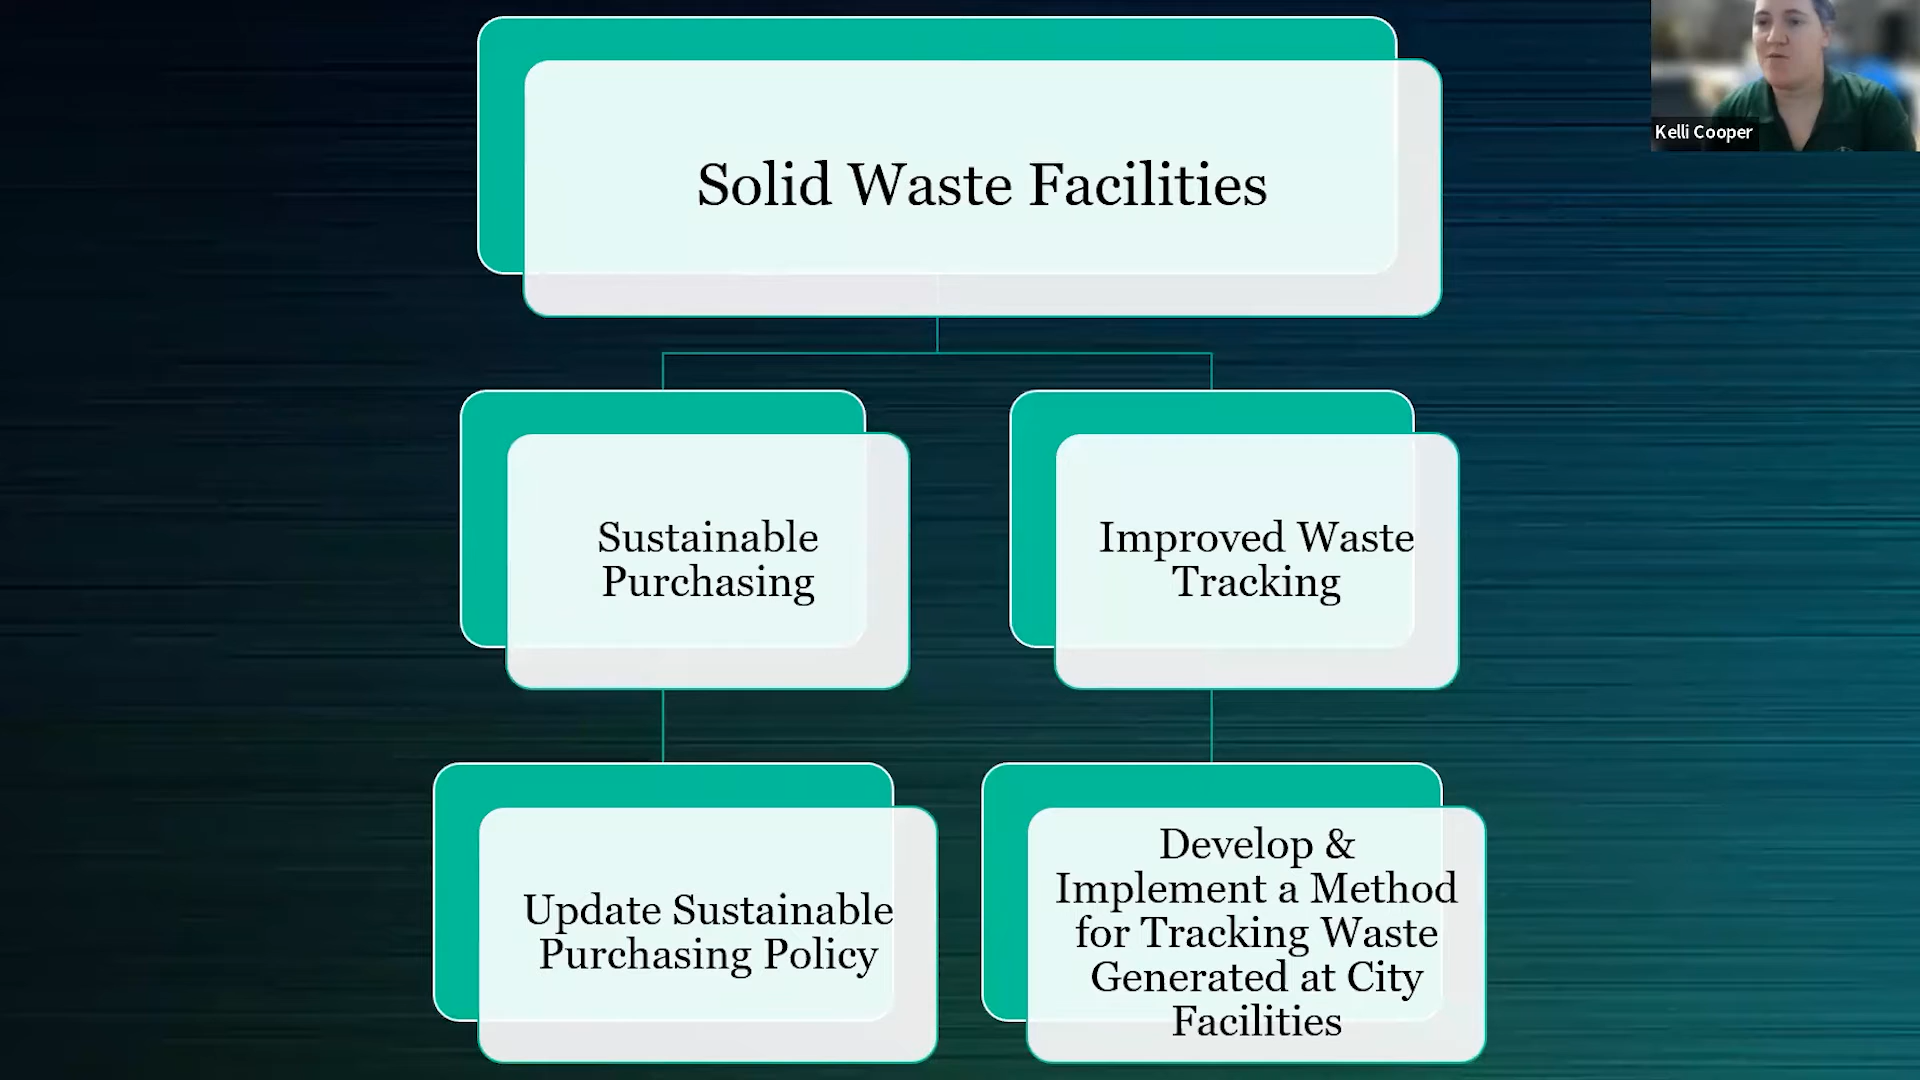 Solid Waste Facilities
Kelli Cooper
Sustainable
Purchasing
Improved Waste
Tracking
Update Sustainable
Purchasing Policy
Develop &
Implement a Method
for Tracking Waste
Generated at City
Facilities